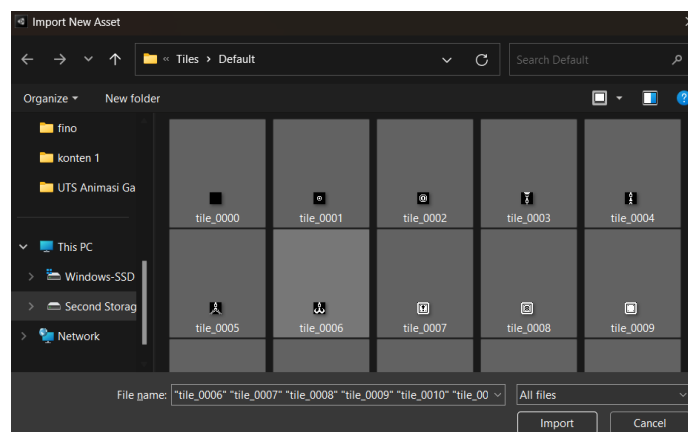 Import New Asset
« Tiles › Default
Search Default
Organize
New folder
fino
konten 1
UTS Animasi Ga
This PC
Windows-SSD
Second Storag
Network
tile_0000 tile_0001 tile_0002 tile_0003 tile_0004
tile_0005 tile_0006 tile_0007 tile_0008 tile_0009
File name: "tile_0006" "tile_0007" "tile_0008" "tile_0009" "tile_0010" "tile_00
All files
Import Cancel